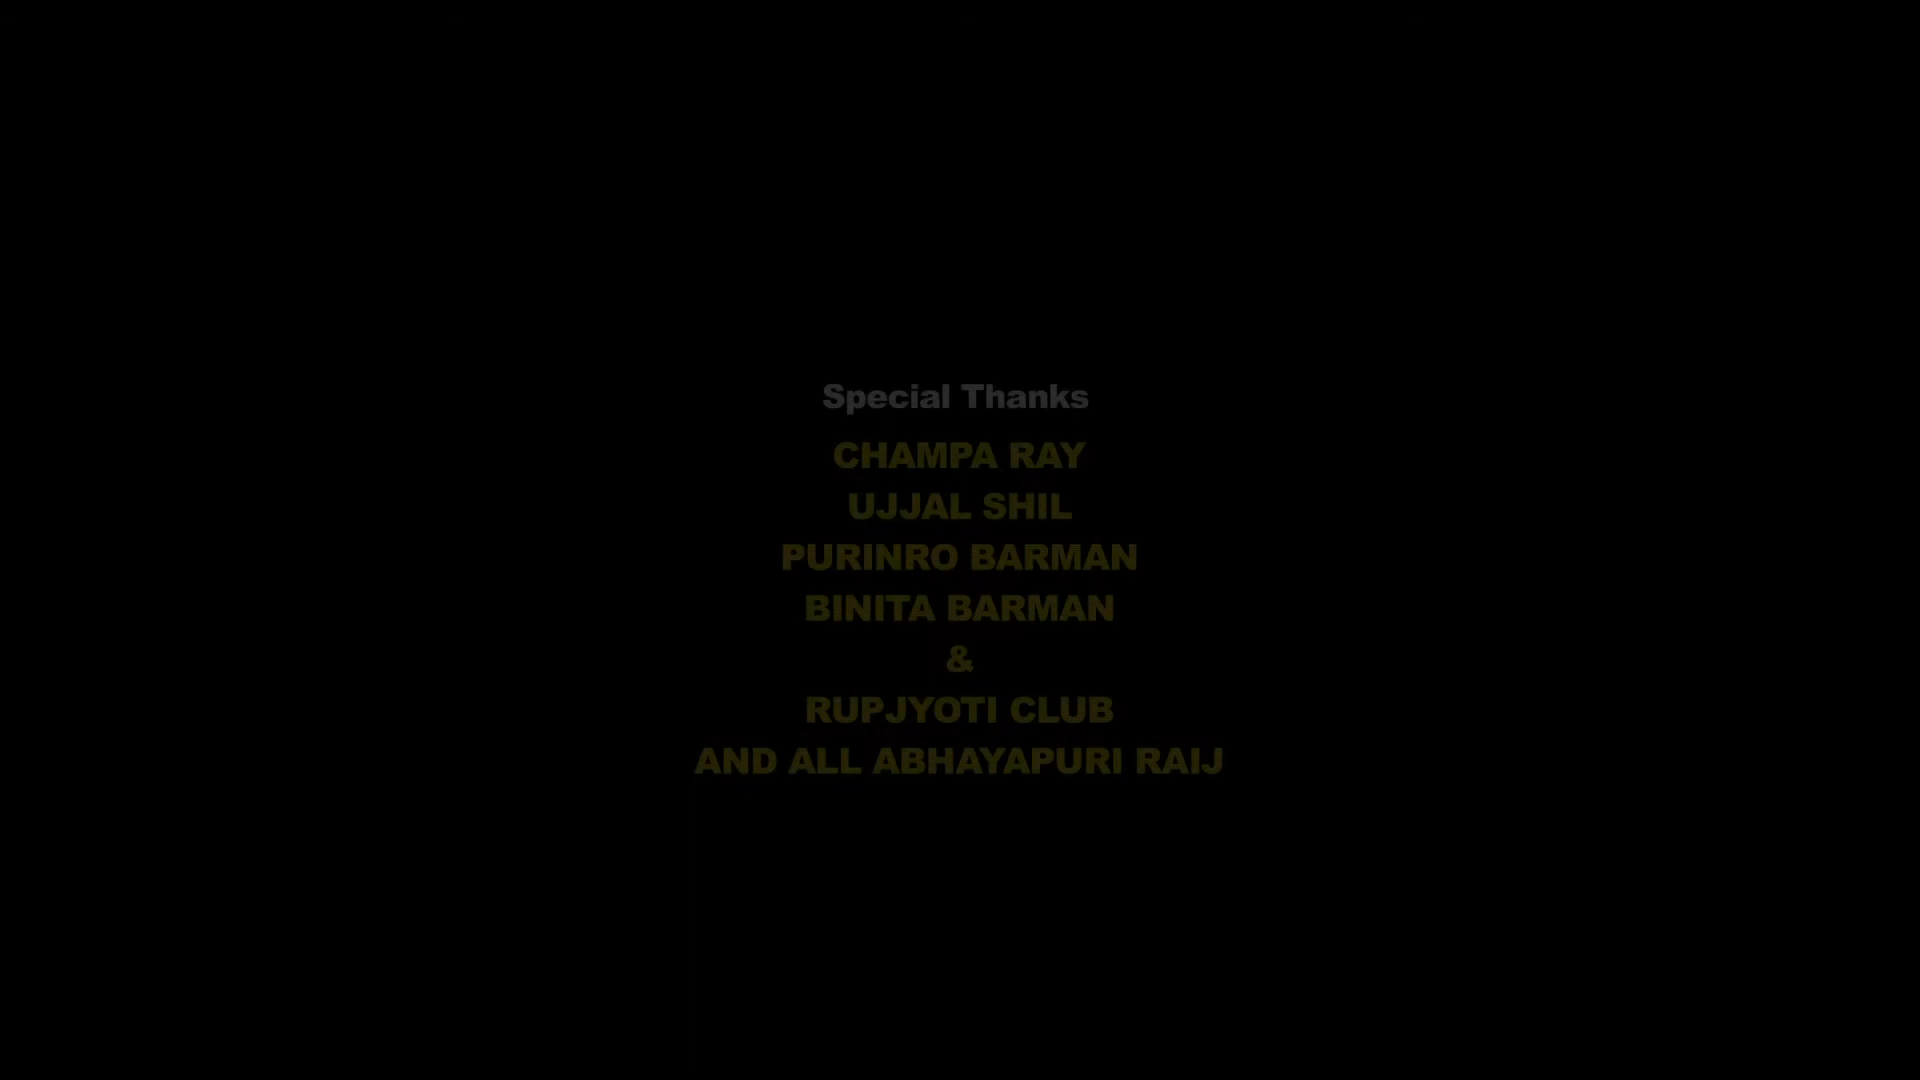 Special Thanks
CHAMPA RAY
UJJAL SHIL
PURINRO BARMAN
BINITA BARMAN
&
RUPJYOTI CLUB
AND ALL ABHAYAPURI RAIJ